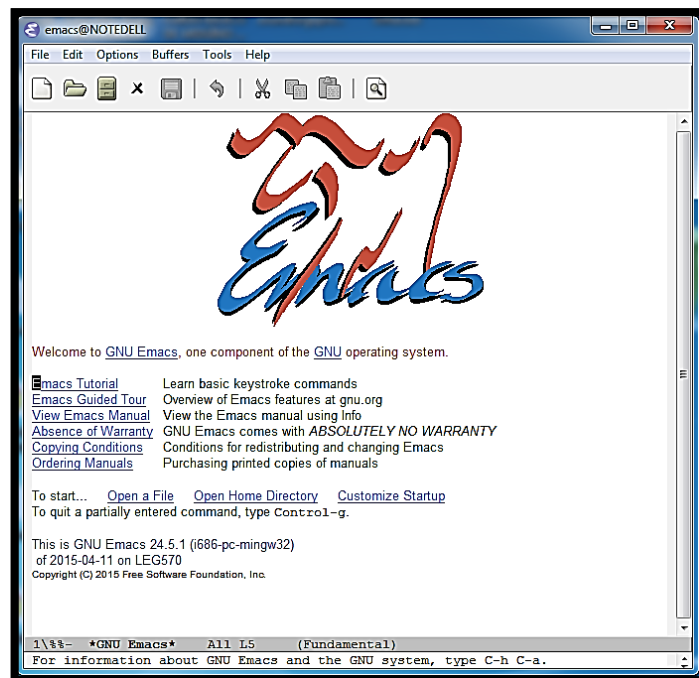 emacs@NOTEDELL
File Edit Options Buffers Tools Help
Emacs
Welcome to GNU Emacs, one component of the GNU operating system.
Emacs Tutorial Learn basic keystroke commands
Emacs Guided Tour Overview of Emacs features at gnu.org
View Emacs Manual View the Emacs manual using Info
Absence of Warranty GNU Emacs comes with ABSOLUTELY NO WARRANTY
Copying Conditions Conditions for redistributing and changing Emacs
Ordering Manuals Purchasing printed copies of manuals
To start... Open a File Open Home Directory Customize Startup
To quit a partially entered command, type Control-g.
This is GNU Emacs 24.5.1 (i686-pc-mingw32)
of 2015-04-11 on LEG570
Copyright (C) 2015 Free Software Foundation, Inc.
1\%%- *GNU Emacs* All L5 (Fundamental)
For information about GNU Emacs and the GNU system, type C-h C-a.